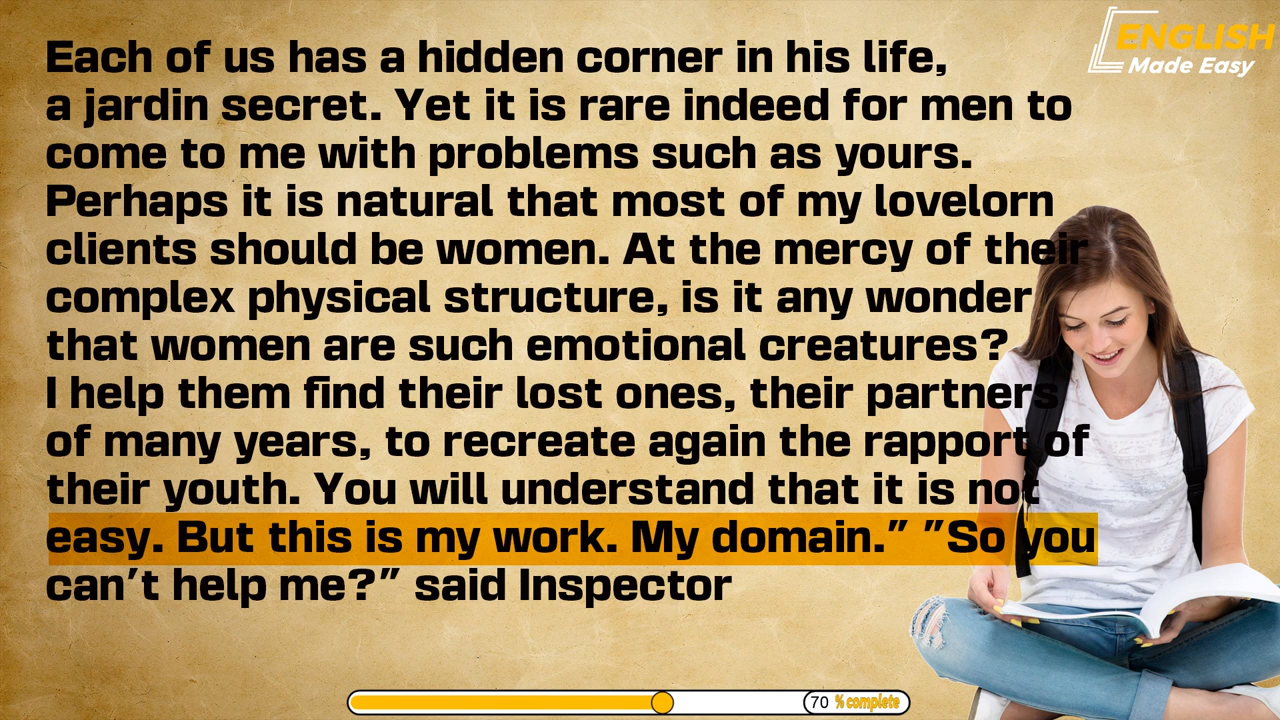 Each of us has a hidden corner in his life,
a jardin secret. Yet it is rare indeed for men to
come to me with problems such as yours.
Perhaps it is natural that most of my lovelorn
clients should be women. At the mercy of their
complex physical structure, is it any wonder
that women are such emotional creatures?
I help them find their lost ones, their partners
of many years, to recreate again the rapport of
their youth. You will understand that it is not
easy. But this is my work. My domain.” ”So you
can’t help me?” said Inspector
ENGLISH
Made Easy
70 % complete